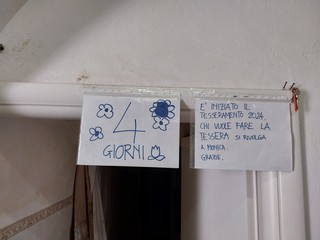 4
GIORNI
E' INIZIATO IL
TESSERAMENTO 2024
CHI VUOLE FARE LA
TESSERA SI RIVOLGA
A MONICA.
GRAZIE.